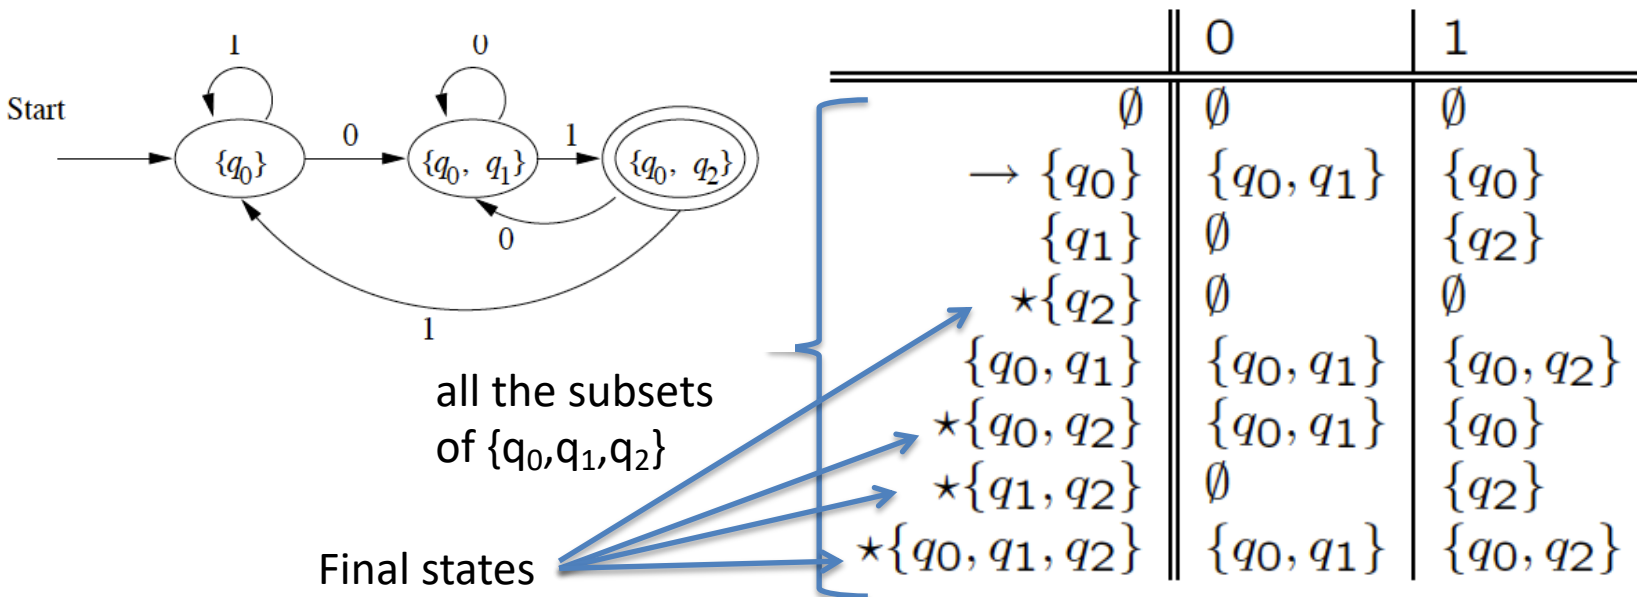 1
0
Start
0
1
{q₀}
{q₀, q₁}
{q₀, q₂}
0
1
all the subsets
of {q₀,q₁,q₂}
Final states
0 1
∅ ∅ ∅
→ {q₀} {q₀, q₁} {q₀}
{q₁} ∅ {q₂}
⋆{q₂} ∅ ∅
{q₀, q₁} {q₀, q₁} {q₀, q₂}
⋆{q₀, q₂} {q₀, q₁} {q₀}
⋆{q₁, q₂} ∅ {q₂}
⋆{q₀, q₁, q₂} {q₀, q₁} {q₀, q₂}